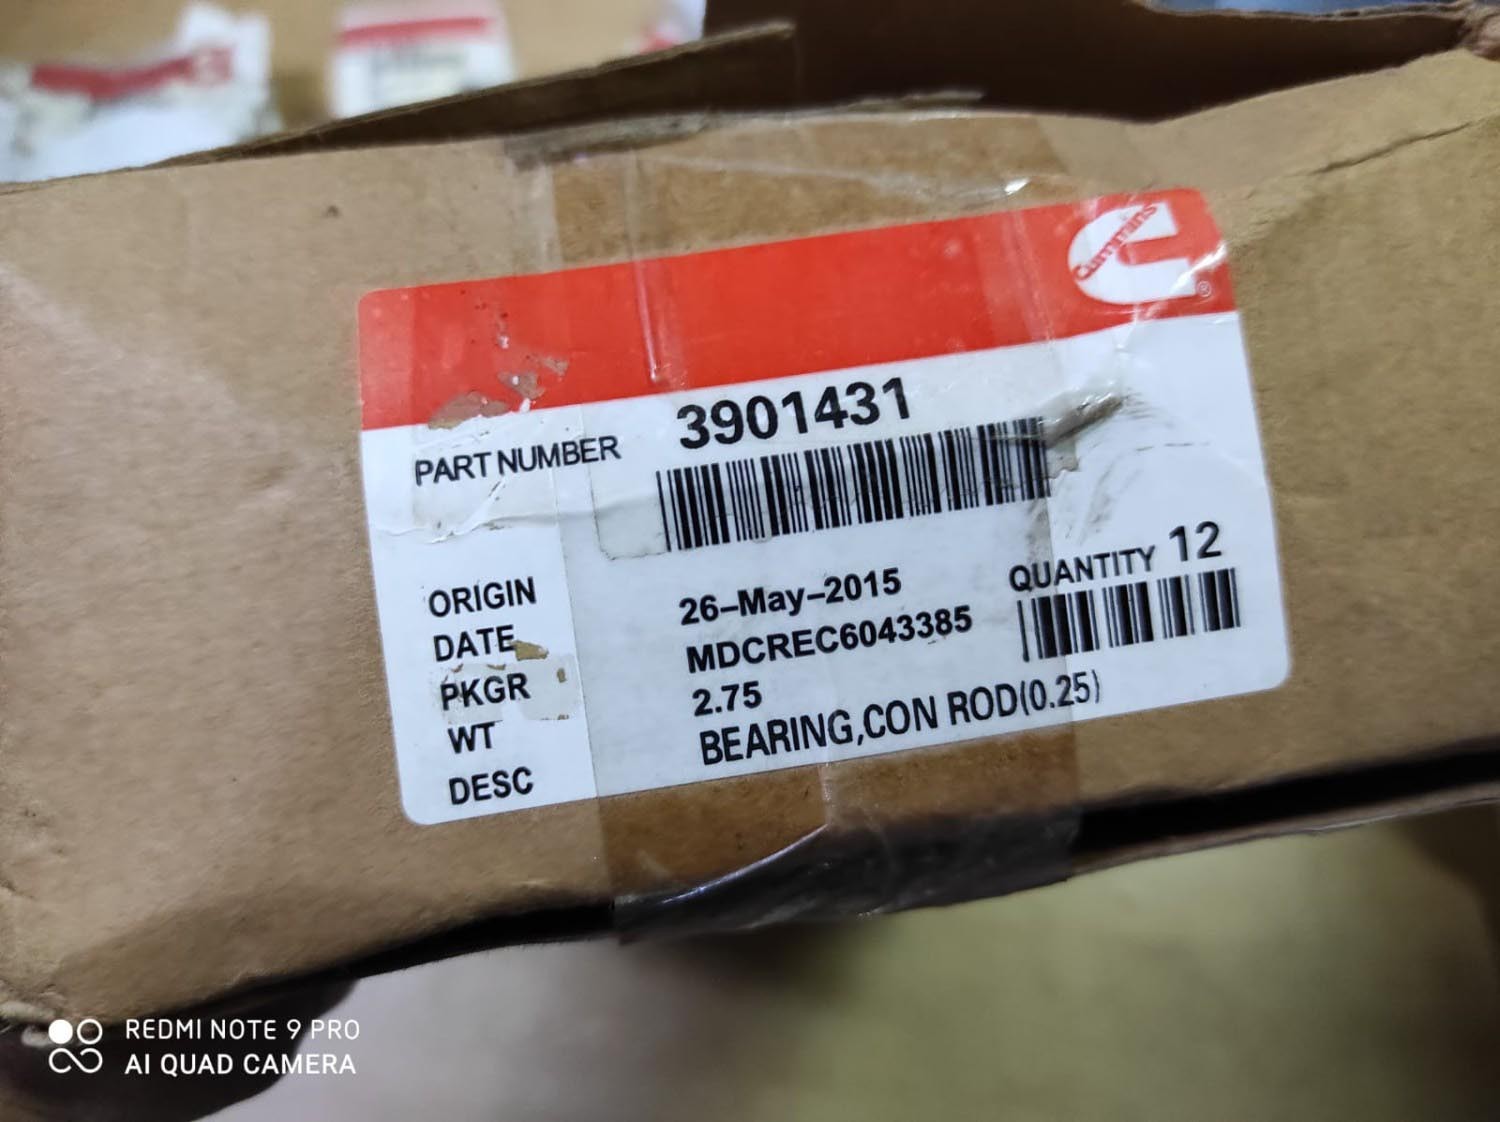 Cummins
®
PART NUMBER 3901431
ORIGIN
DATE 26-May-2015 QUANTITY 12
PKGR MDCREC6043385
WT 2.75
DESC BEARING,CON ROD(0.25)
REDMI NOTE 9 PRO
AI QUAD CAMERA